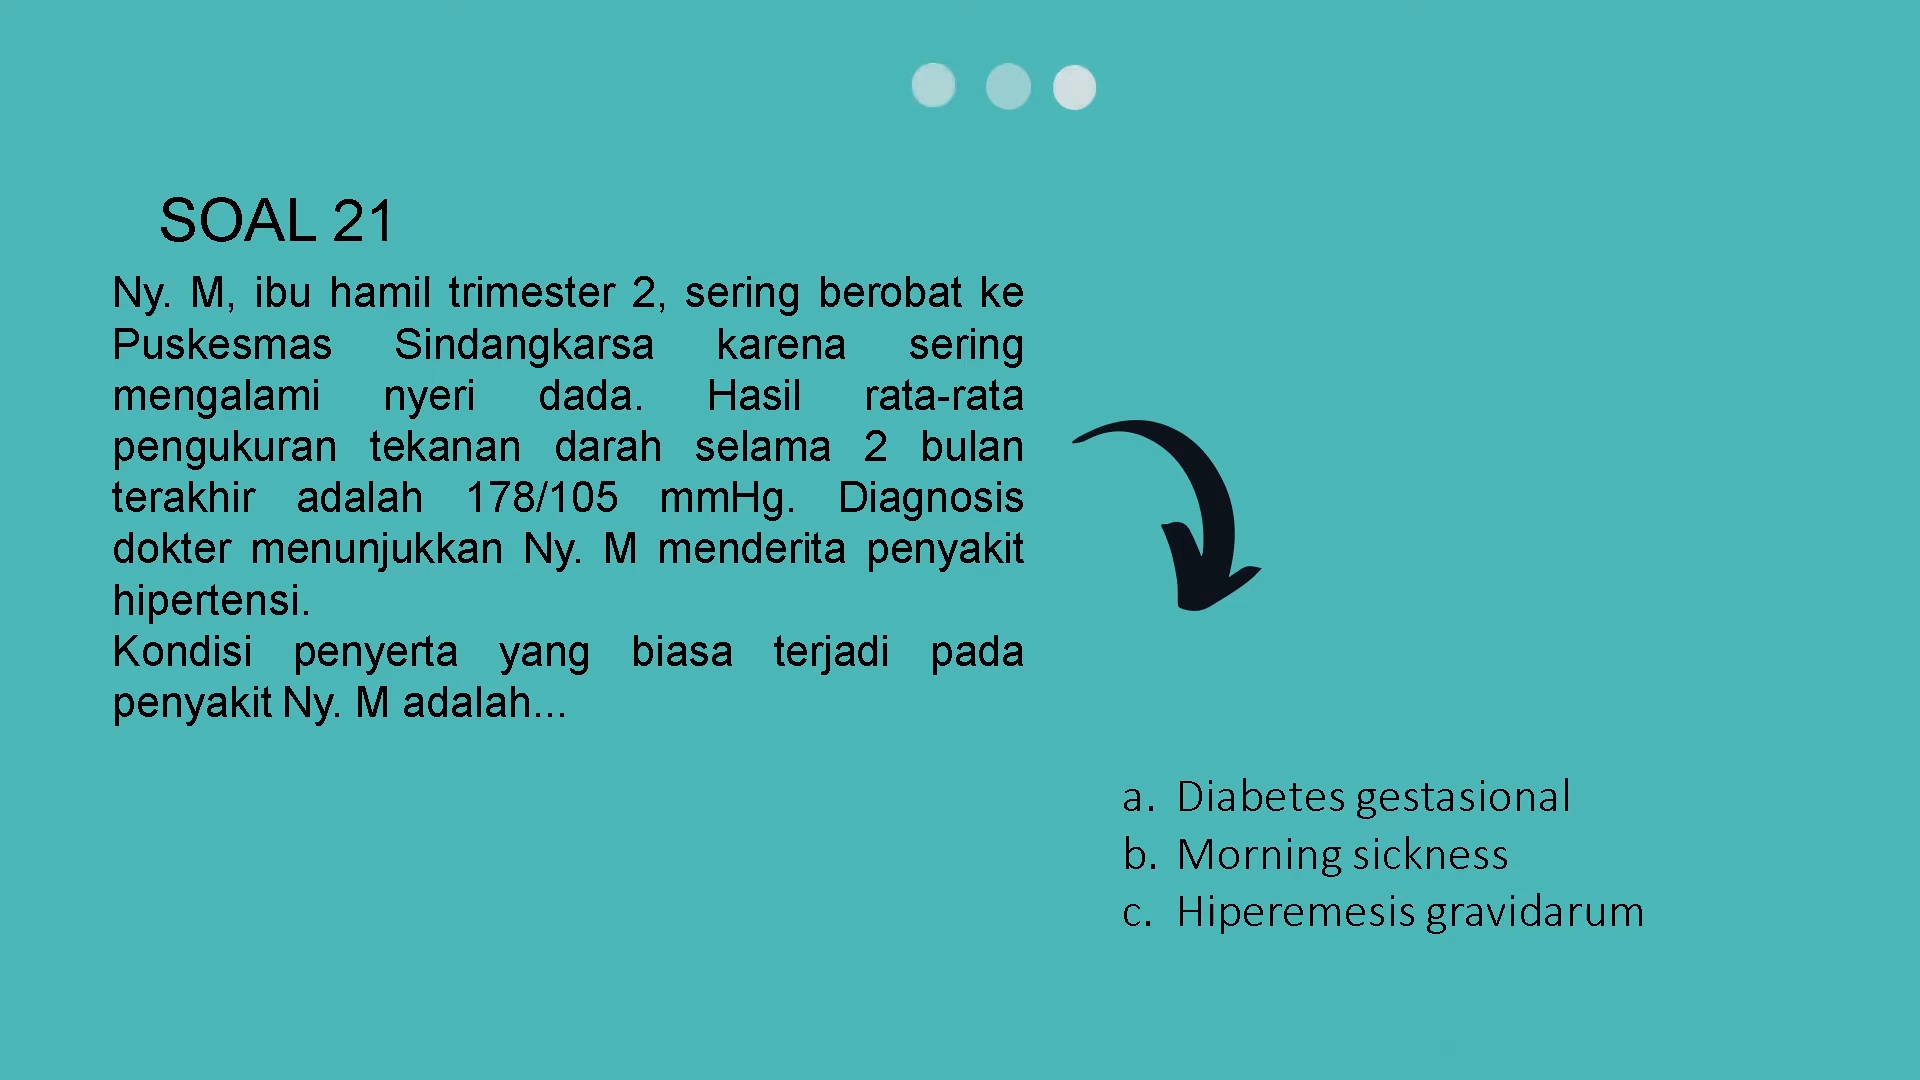 SOAL 21
Ny. M, ibu hamil trimester 2, sering berobat ke
Puskesmas Sindangkarsa karena sering
mengalami nyeri dada. Hasil rata-rata
pengukuran tekanan darah selama 2 bulan
terakhir adalah 178/105 mmHg. Diagnosis
dokter menunjukkan Ny. M menderita penyakit
hipertensi.
Kondisi penyerta yang biasa terjadi pada
penyakit Ny. M adalah...
a. Diabetes gestasional
b. Morning sickness
c. Hiperemesis gravidarum